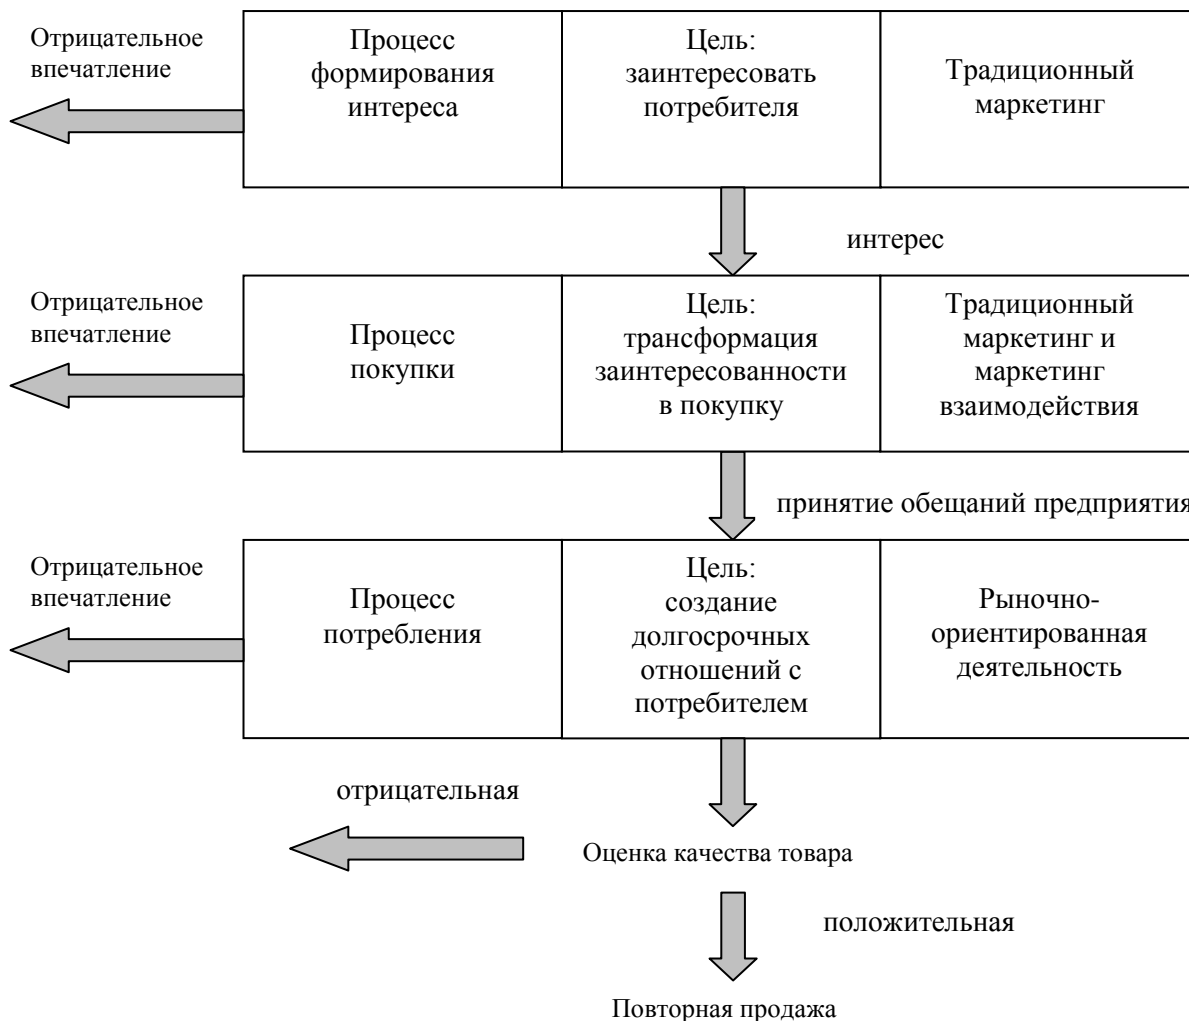 Отрицательное
впечатление
Процесс
формирования
интереса
Цель:
заинтересовать
потребителя
Традиционный
маркетинг
интерес
Отрицательное
впечатление
Процесс
покупки
Цель:
трансформация
заинтересованности
в покупку
Традиционный
маркетинг и
маркетинг
взаимодействия
принятие обещаний предприятия
Отрицательное
впечатление
Процесс
потребления
Цель:
создание
долгосрочных
отношений с
потребителем
Рыночно-
ориентированная
деятельность
отрицательная
Оценка качества товара
положительная
Повторная продажа